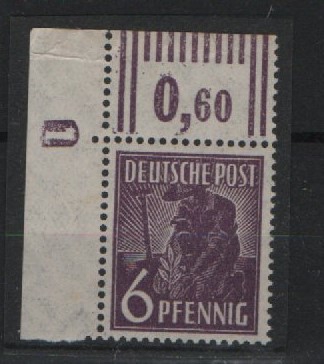 0,60
DEUTSCHE POST
6 PFENNIG